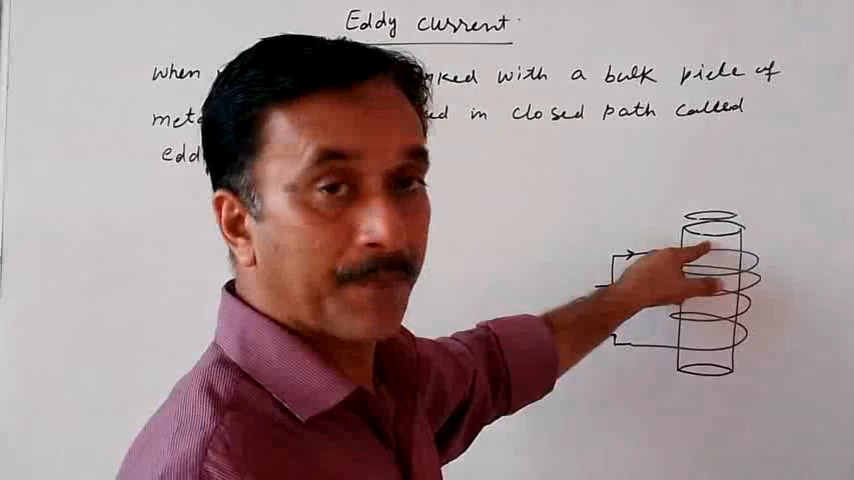 Eddy current.
When linked with a bulk piece of
meta in closed path called
edd